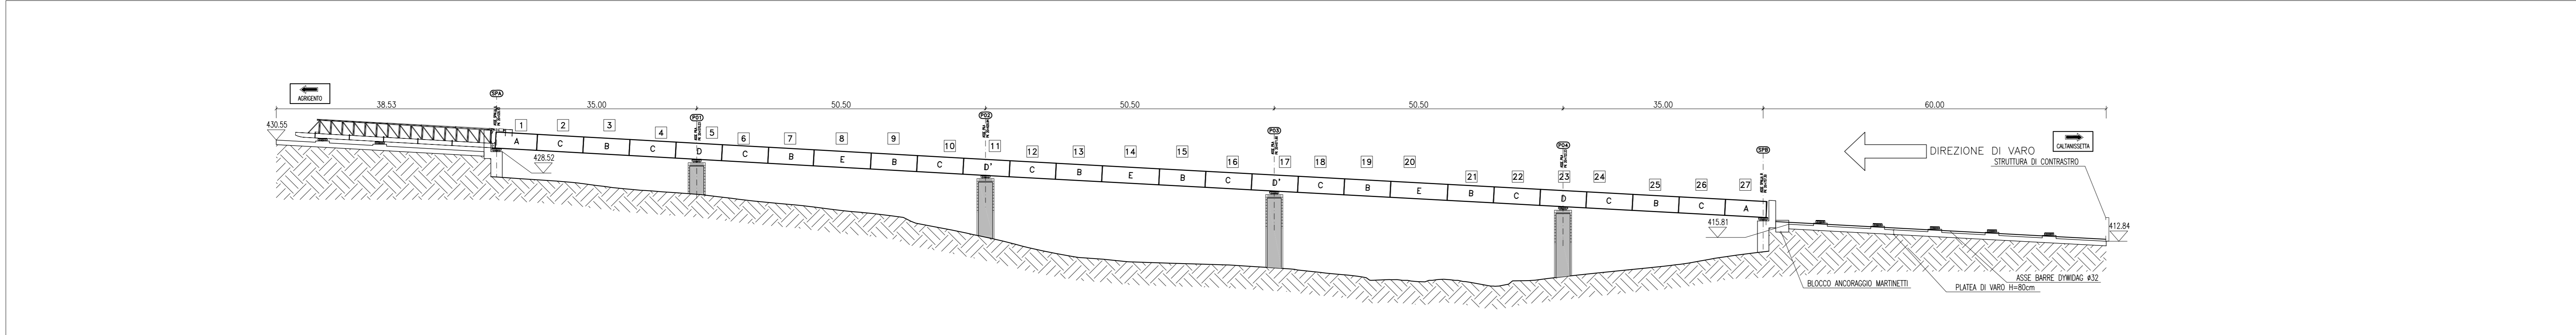 AGRIGENTO
CALTANISSETTA
38.53
35.00
50.50
50.50
50.50
35.00
60.00
SPA
P01
P02
P03
P04
SPB
430.55
428.52
415.81
412.84
1
2
3
4
5
6
7
8
9
10
11
12
13
14
15
16
17
18
19
20
21
22
23
24
25
26
27
A
C
B
C
D
C
B
E
B
C
D'
C
B
E
B
C
D'
C
B
E
B
C
D
C
B
C
A
DIREZIONE DI VARO
STRUTTURA DI CONTRASTRO
ASSE BARRE DYWIDAG ø32
BLOCCO ANCORAGGIO MARTINETTI
PLATEA DI VARO H=80cm